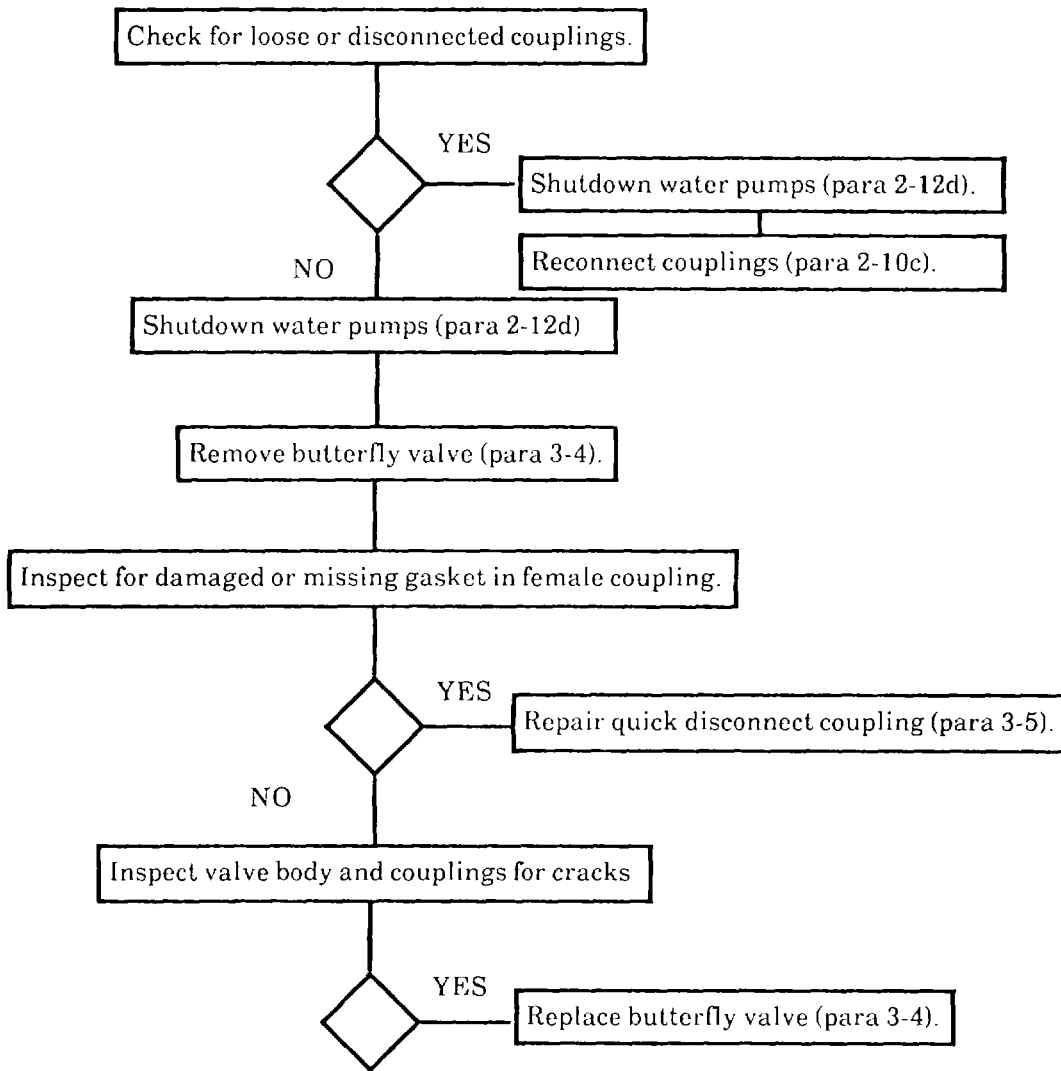 Check for loose or disconnected couplings.
YES
Shutdown water pumps (para 2-12d).
Reconnect couplings (para 2-10c).
NO
Shutdown water pumps (para 2-12d)
Remove butterfly valve (para 3-4).
Inspect for damaged or missing gasket in female coupling.
YES
Repair quick disconnect coupling (para 3-5).
NO
Inspect valve body and couplings for cracks
YES
Replace butterfly valve (para 3-4).